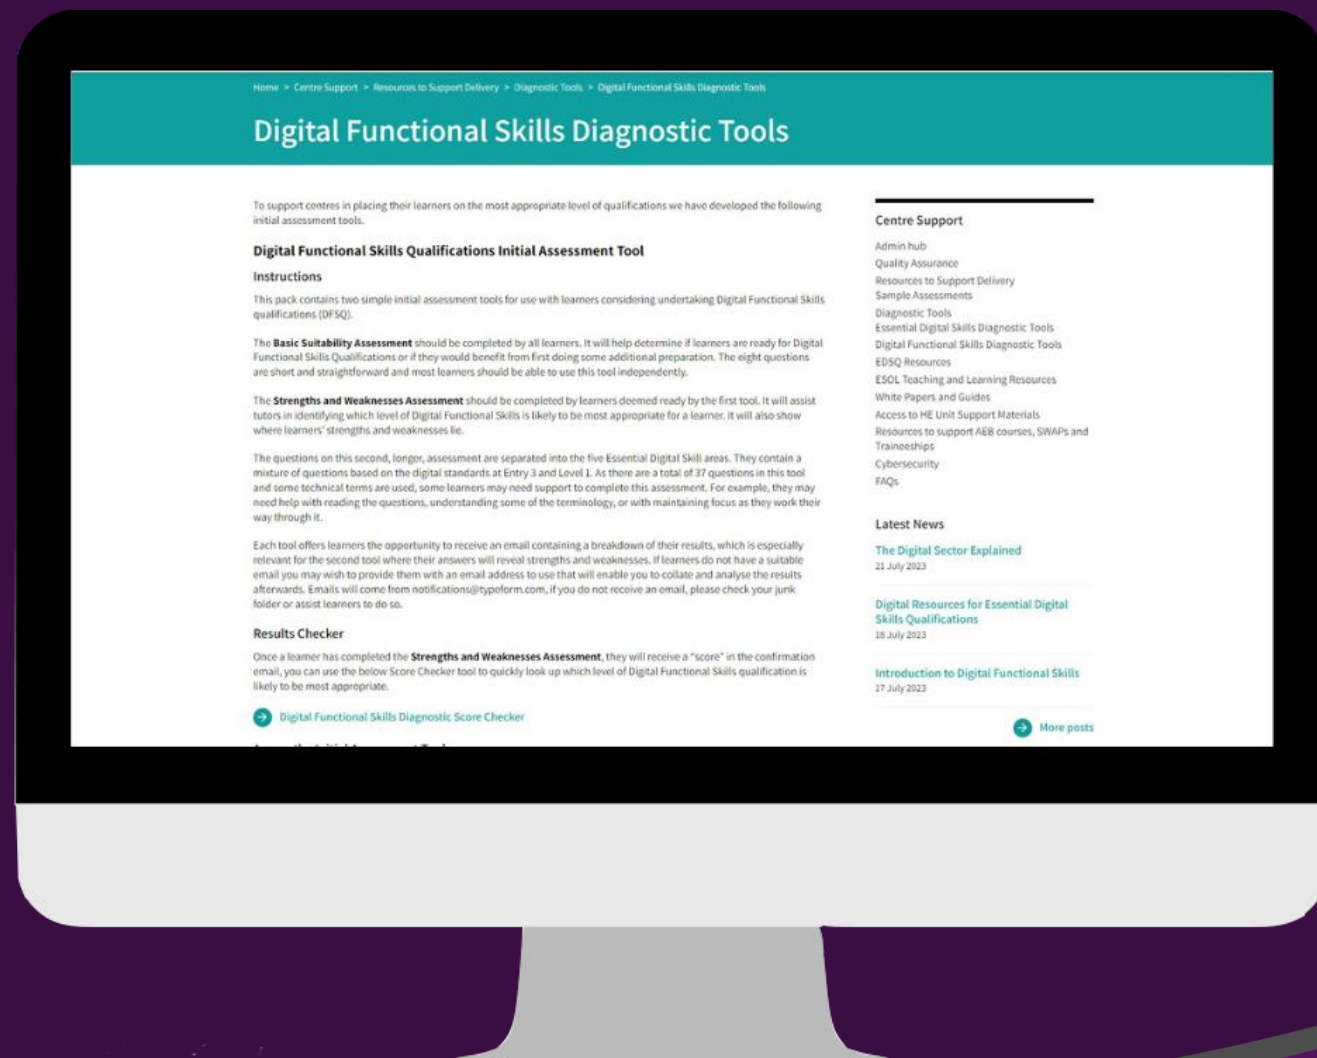 Home > Centre Support > Resources to Support Delivery > Diagnostic Tools > Digital Functional Skills Diagnostic Tools
Digital Functional Skills Diagnostic Tools
To support centres in placing their learners on the most appropriate level of qualifications we have developed the following
initial assessment tools.
Digital Functional Skills Qualifications Initial Assessment Tool
Instructions
This pack contains two simple initial assessment tools for use with learners considering undertaking Digital Functional Skills
qualifications (DFSQ).
The Basic Suitability Assessment should be completed by all learners. It will help determine if learners are ready for Digital
Functional Skills Qualifications or if they would benefit from first doing some additional preparation. The eight questions
are short and straightforward and most learners should be able to use this tool independently.
The Strengths and Weaknesses Assessment should be completed by learners deemed ready by the first tool. It will assist
tutors in identifying which level of Digital Functional Skills is likely to be most appropriate for a learner. It will also show
where learners' strengths and weaknesses lie.
The questions on this second, longer, assessment are separated into the five Essential Digital Skill areas. They contain a
mixture of questions based on the digital standards at Entry 3 and Level 1. As there are a total of 37 questions in this tool
and some technical terms are used, some learners may need support to complete this assessment. For example, they may
need help with reading the questions, understanding some of the terminology, or with maintaining focus as they work their
way through it.
Each tool offers learners the opportunity to receive an email containing a breakdown of their results, which is especially
relevant for the second tool where their answers will reveal strengths and weaknesses. If learners do not have a suitable
email you may wish to provide them with an email address to use that will enable you to collate and analyse the results
afterwards. Emails will come from notifications@typeform.com, if you do not receive an email, please check your junk
folder or assist learners to do so.
Results Checker
Once a learner has completed the Strengths and Weaknesses Assessment, they will receive a "score" in the confirmation
email, you can use the below Score Checker tool to quickly look up which level of Digital Functional Skills qualification is
likely to be most appropriate.
Digital Functional Skills Diagnostic Score Checker
Centre Support
Admin hub
Quality Assurance
Resources to Support Delivery
Sample Assessments
Diagnostic Tools
Essential Digital Skills Diagnostic Tools
Digital Functional Skills Diagnostic Tools
EDSQ Resources
ESOL Teaching and Learning Resources
White Papers and Guides
Access to HE Unit Support Materials
Resources to support AEB courses, SWAPs and
Traineeships
Cybersecurity
FAQs
Latest News
The Digital Sector Explained
21 July 2023
Digital Resources for Essential Digital
Skills Qualifications
18 July 2023
Introduction to Digital Functional Skills
17 July 2023
More posts